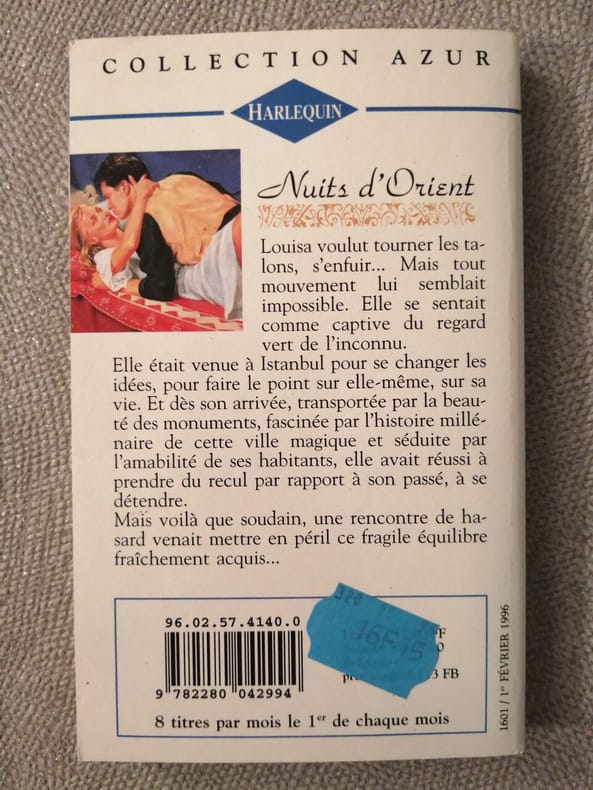 COLLECTION AZUR
HARLEQUIN
Nuits d'Orient
Louisa voulut tourner les ta-
lons, s'enfuir... Mais tout
mouvement lui semblait
impossible. Elle se sentait
comme captive du regard
vert de l'inconnu.
Elle était venue à Istanbul pour se changer les
idées, pour faire le point sur elle-même, sur sa
vie. Et dès son arrivée, transportée par la beau-
té des monuments, fascinée par l'histoire millé-
naire de cette ville magique et séduite par
l'amabilité de ses habitants, elle avait réussi à
prendre du recul par rapport à son passé, à se
détendre.
Mais voilà que soudain, une rencontre de ha-
sard venait mettre en péril ce fragile équilibre
fraîchement acquis...
96.02.57.4140.0
9 782280 042994
16F
FB
8 titres par mois le 1er de chaque mois
1601 / 1er FÉVRIER 1996